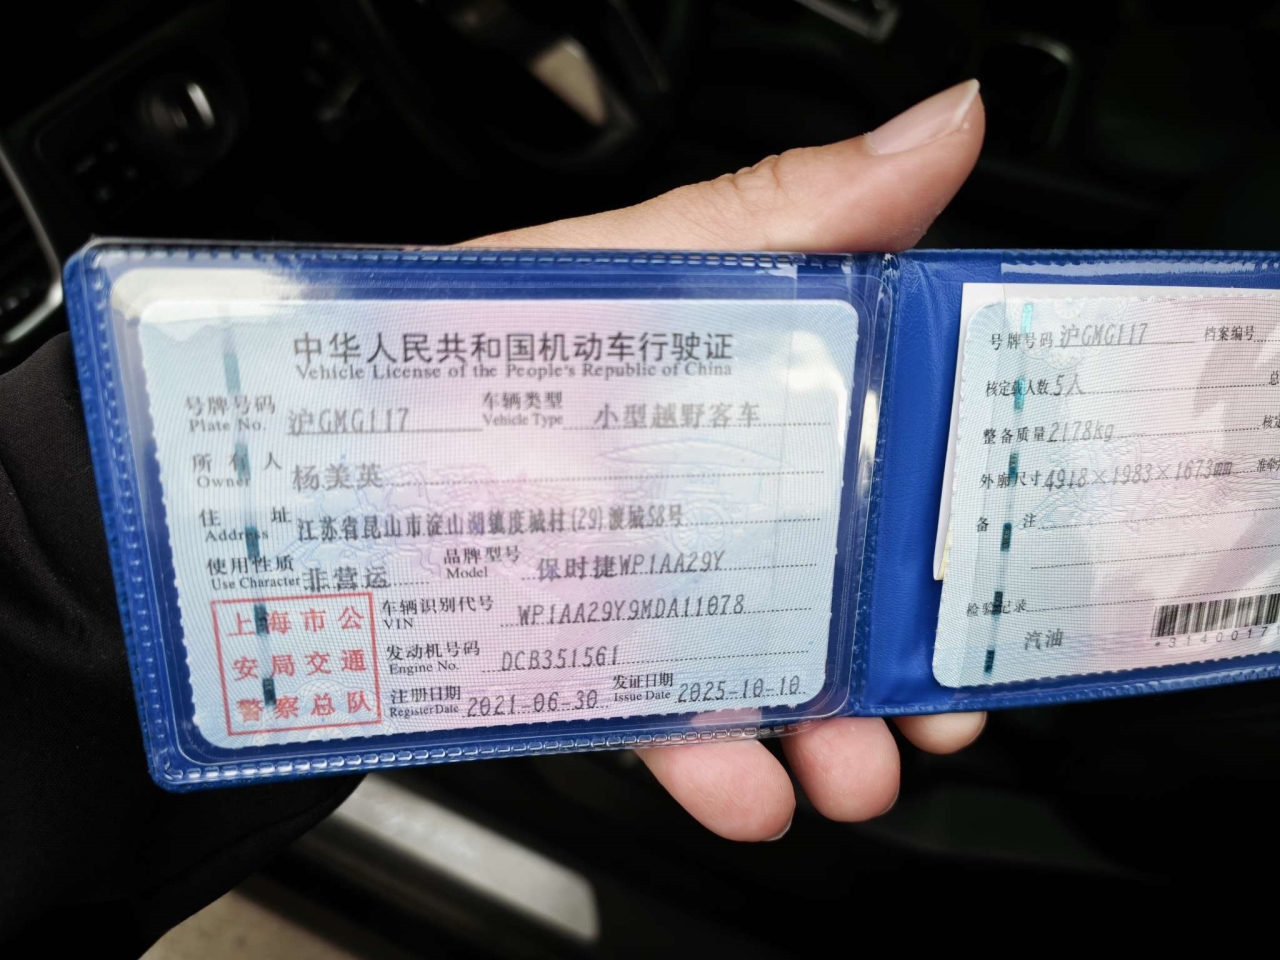 中华人民共和国机动车行驶证
Vehicle License of the People's Republic of China
号牌号码 沪GMG117 车辆类型 小型越野客车
Plate No. Vehicle Type
所有人 杨美英
Owner
住址 江苏省昆山市淀山湖镇度城村(29)渡城58号
Address
使用性质 非营运 品牌型号 保时捷WP1AA29Y
Use Character Model
车辆识别代号 WP1AA29Y9MDA11078
VIN
发动机号码 DCB351561
Engine No.
注册日期 2021-06-30 发证日期 2025-10-10
Register Date Issue Date
上海市公
安局交通
警察总队
号牌号码 沪GMG117 档案编号
核定载人数 5人 总
整备质量 2178kg 核定
外廓尺寸 4918×1983×1673mm 准牵
备注
检验记录
汽油
*3140017